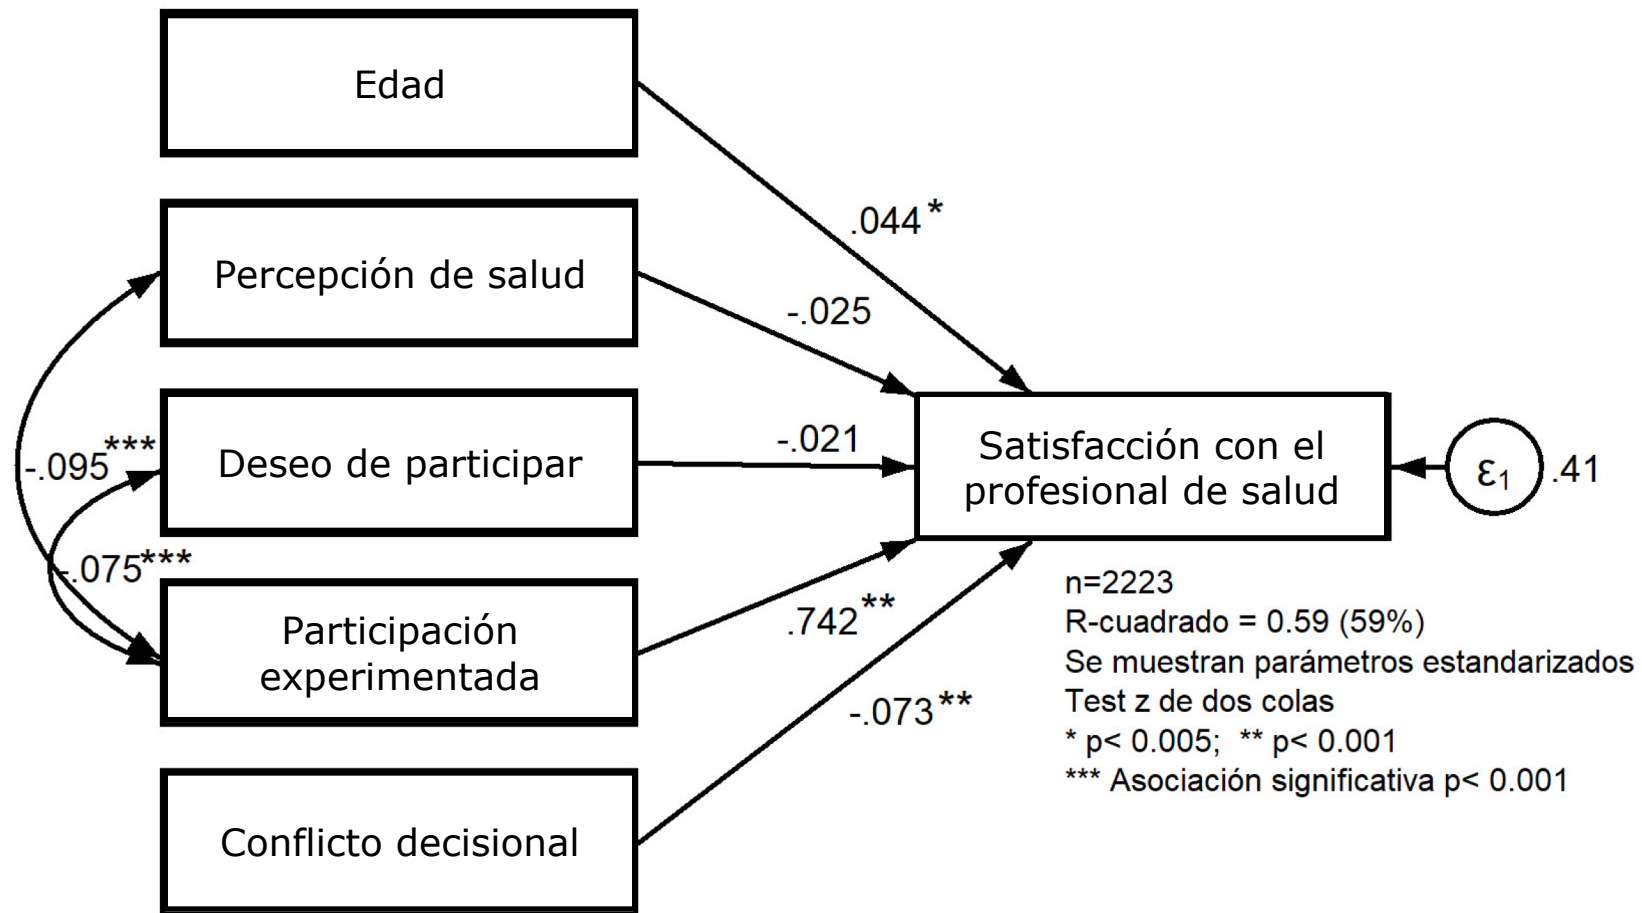 Edad
.044 *
Percepción de salud
-.025
Deseo de participar
-.021
-.095***
-.075***
Participación
experimentada
.742**
Conflicto decisional
-.073**
Satisfacción con el
profesional de salud
ε1 .41
n=2223
R-cuadrado = 0.59 (59%)
Se muestran parámetros estandarizados
Test z de dos colas
* p< 0.005; ** p< 0.001
*** Asociación significativa p< 0.001